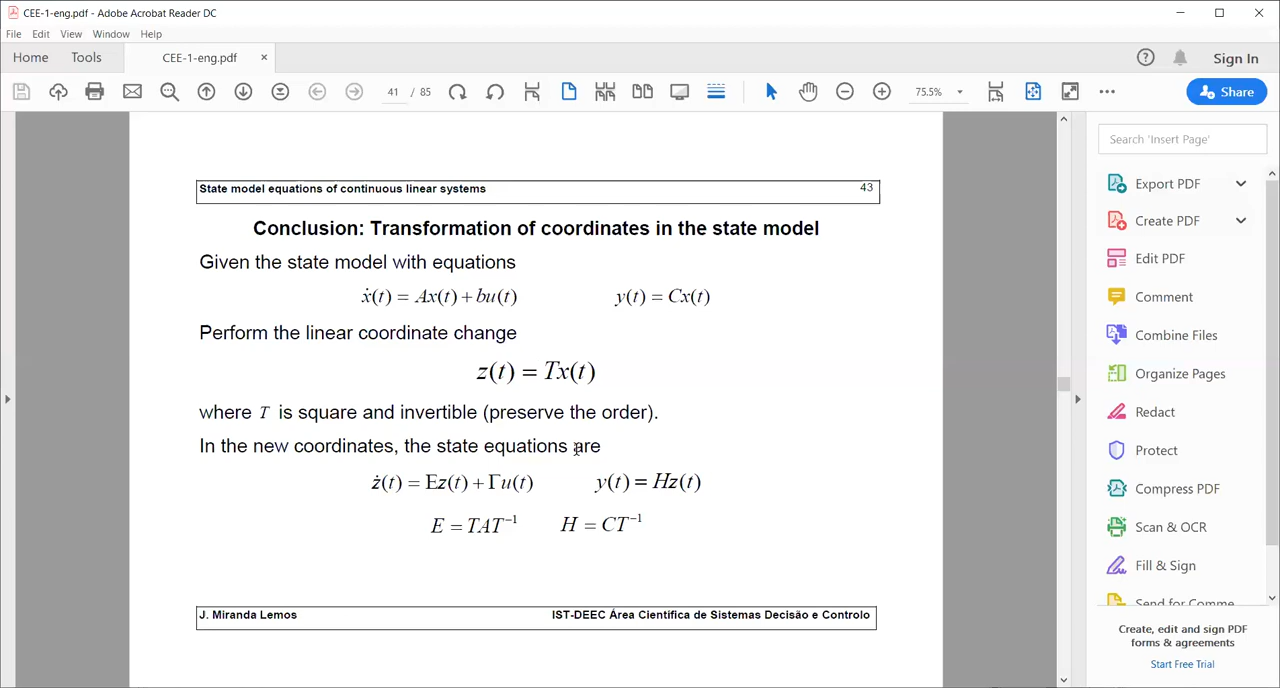 CEE-1-eng.pdf - Adobe Acrobat Reader DC
File Edit View Window Help
Home Tools CEE-1-eng.pdf × Sign In
41 / 85 75.5% Share
Search 'Insert Page'
Export PDF
Create PDF
Edit PDF
Comment
Combine Files
Organize Pages
Redact
Protect
Compress PDF
Scan & OCR
Fill & Sign
Send for Comme
Create, edit and sign PDF
forms & agreements
Start Free Trial
State model equations of continuous linear systems 43
Conclusion: Transformation of coordinates in the state model
Given the state model with equations
ẋ(t) = Ax(t) + bu(t) y(t) = Cx(t)
Perform the linear coordinate change
z(t) = Tx(t)
where T is square and invertible (preserve the order).
In the new coordinates, the state equations are
ż(t) = Ez(t) + Γu(t) y(t) = Hz(t)
E = TAT⁻¹ H = CT⁻¹
J. Miranda Lemos IST-DEEC Área Científica de Sistemas Decisão e Controlo